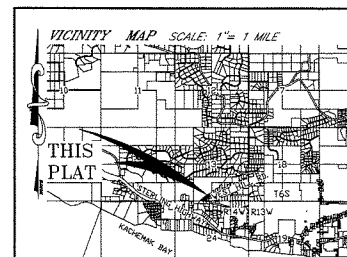 VICINITY MAP SCALE: 1"= 1 MILE
10
11
THIS
PLAT
18
T6S
STERLING HIGHWAY
R14W R13W
KACHEMAK BAY
24
19